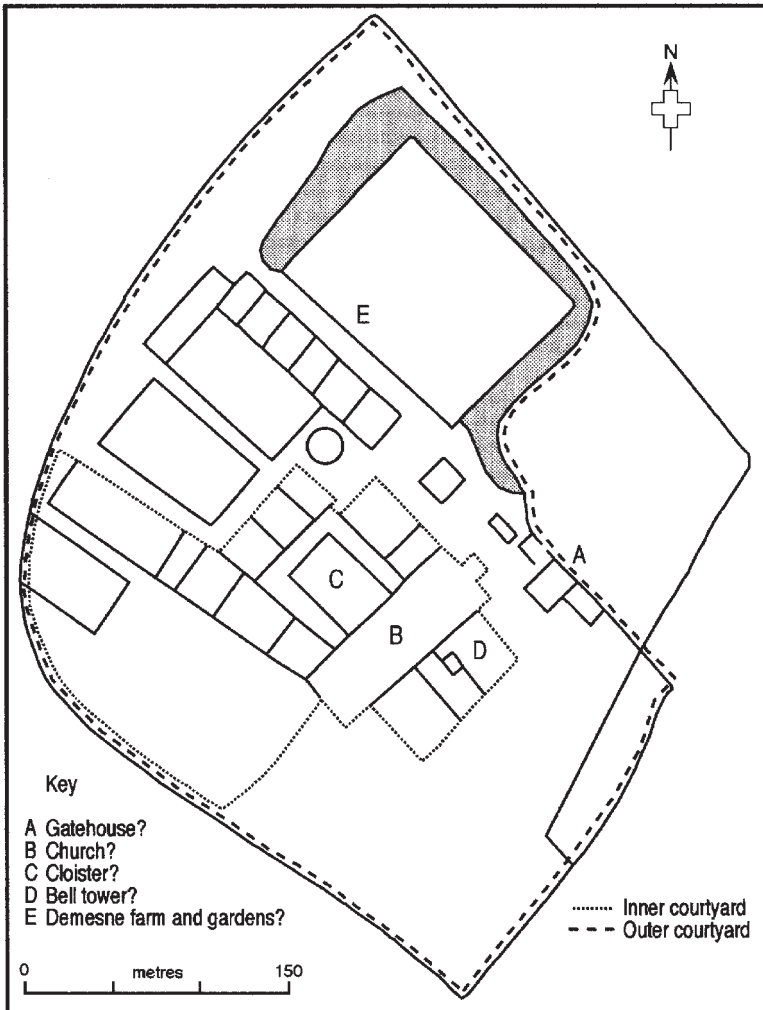 N
E
A
C
B
D
Key
A Gatehouse?
B Church?
C Cloister?
D Bell tower?
E Demesne farm and gardens?
Inner courtyard
Outer courtyard
0 metres 150